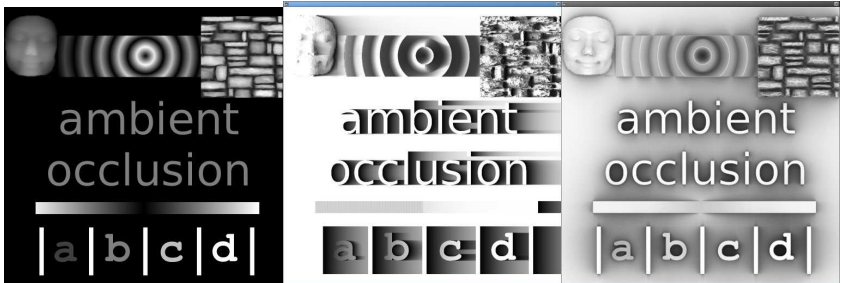 ambient
occlusion
a b c d
ambient
occlusion
a b c d
ambient
occlusion
a b c d